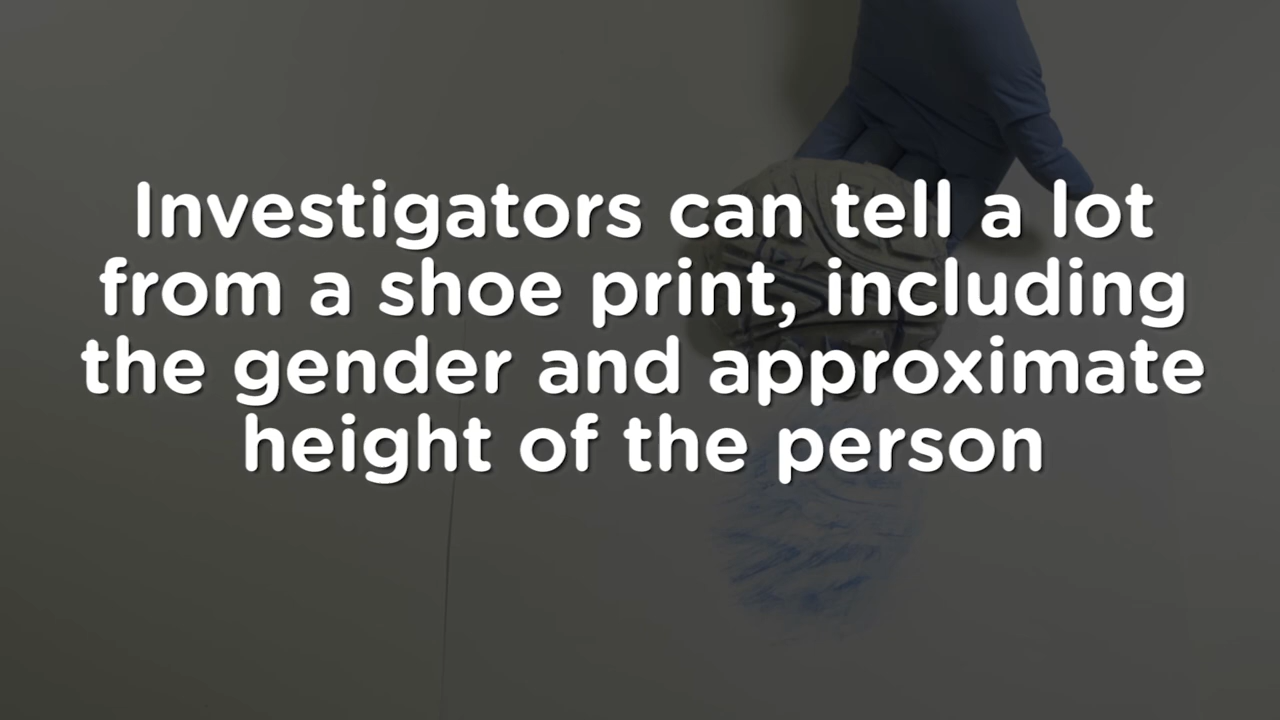 Investigators can tell a lot
from a shoe print, including
the gender and approximate
height of the person